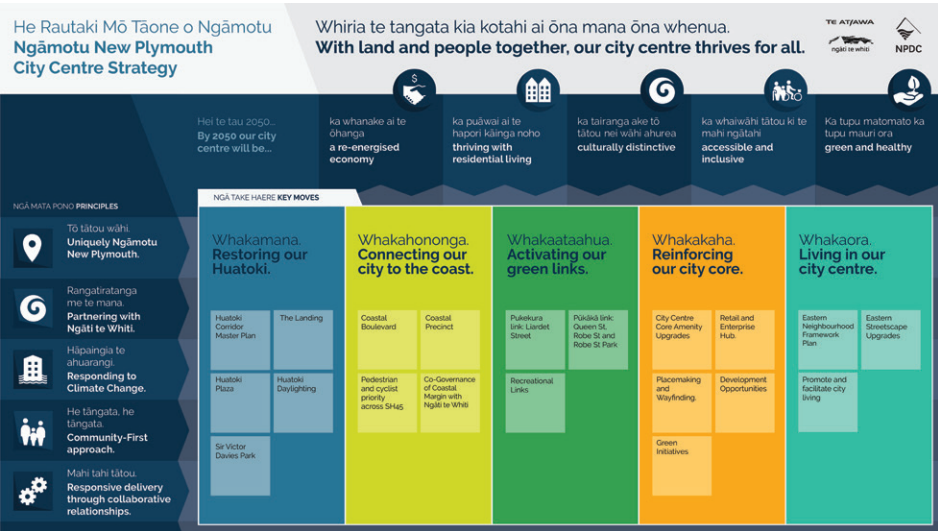 He Rautaki Mō Tāone o Ngāmotu
Ngāmotu New Plymouth
City Centre Strategy
Whiria te tangata kia kotahi ai ōna mana ōna whenua.
With land and people together, our city centre thrives for all.
TE ATIAWA
ngāti te whiti
NPDC
Hei te tau 2050...
By 2050 our city
centre will be...
$
ka whanake ai te
ōhanga
a re-energised
economy
ka puāwai ai te
hapori kāinga noho
thriving with
residential living
ka tairanga ake tō
tātou nei wāhi ahurea
culturally distinctive
ka whaiwāhi tātou ki te
mahi ngātahi
accessible and
inclusive
Ka tupu matomato ka
tupu mauri ora
green and healthy
NGĀ MATA PONO PRINCIPLES
Tō tātou wāhi.
Uniquely Ngāmotu
New Plymouth.
Rangatiratanga
me te mana.
Partnering with
Ngāti te Whiti.
Hāpaingia te
ahuarangi.
Responding to
Climate Change.
He tāngata, he
tāngata.
Community-First
approach.
Mahi tahi tātou.
Responsive delivery
through collaborative
relationships.
NGĀ TAKE HAERE KEY MOVES
Whakamana.
Restoring our
Huatoki.
Huatoki
Corridor
Master Plan
The Landing
Huatoki
Plaza
Huatoki
Daylighting
Sir Victor
Davies Park
Whakahononga.
Connecting our
city to the coast.
Coastal
Boulevard
Coastal
Precinct
Pedestrian
and cyclist
priority
across SH45
Co-Governance
of Coastal
Margin with
Ngāti te Whiti
Whakaataahua.
Activating our
green links.
Pukekura
link: Liardet
Street
Pūkākā link:
Queen St,
Robe St and
Robe St Park
Recreational
Links
Whakakaha.
Reinforcing
our city core.
City Centre
Core Amenity
Upgrades
Retail and
Enterprise
Hub.
Placemaking
and
Wayfinding.
Development
Opportunities
Green
Initiatives
Whakaora.
Living in our
city centre.
Eastern
Neighbourhood
Framework
Plan
Eastern
Streetscape
Upgrades
Promote and
facilitate city
living